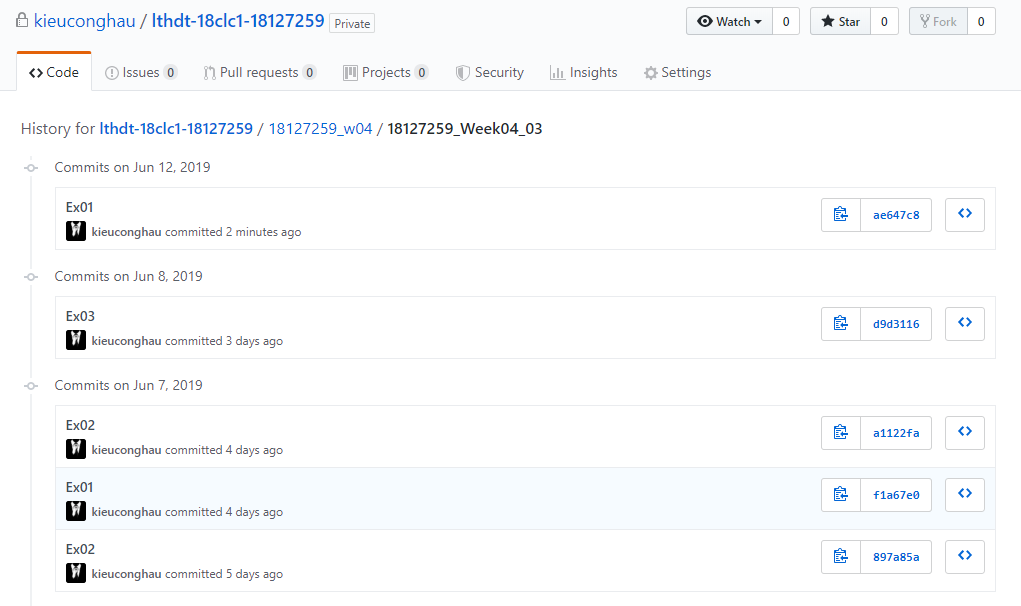 kieuconghau / lthdt-18clc1-18127259 Private Watch 0 Star 0 Fork 0
Code Issues 0 Pull requests 0 Projects 0 Security Insights Settings
History for lthdt-18clc1-18127259 / 18127259_w04 / 18127259_Week04_03
Commits on Jun 12, 2019
Ex01
kieuconghau committed 2 minutes ago
ae647c8
Commits on Jun 8, 2019
Ex03
kieuconghau committed 3 days ago
d9d3116
Commits on Jun 7, 2019
Ex02
kieuconghau committed 4 days ago
a1122fa
Ex01
kieuconghau committed 4 days ago
f1a67e0
Ex02
kieuconghau committed 5 days ago
897a85a